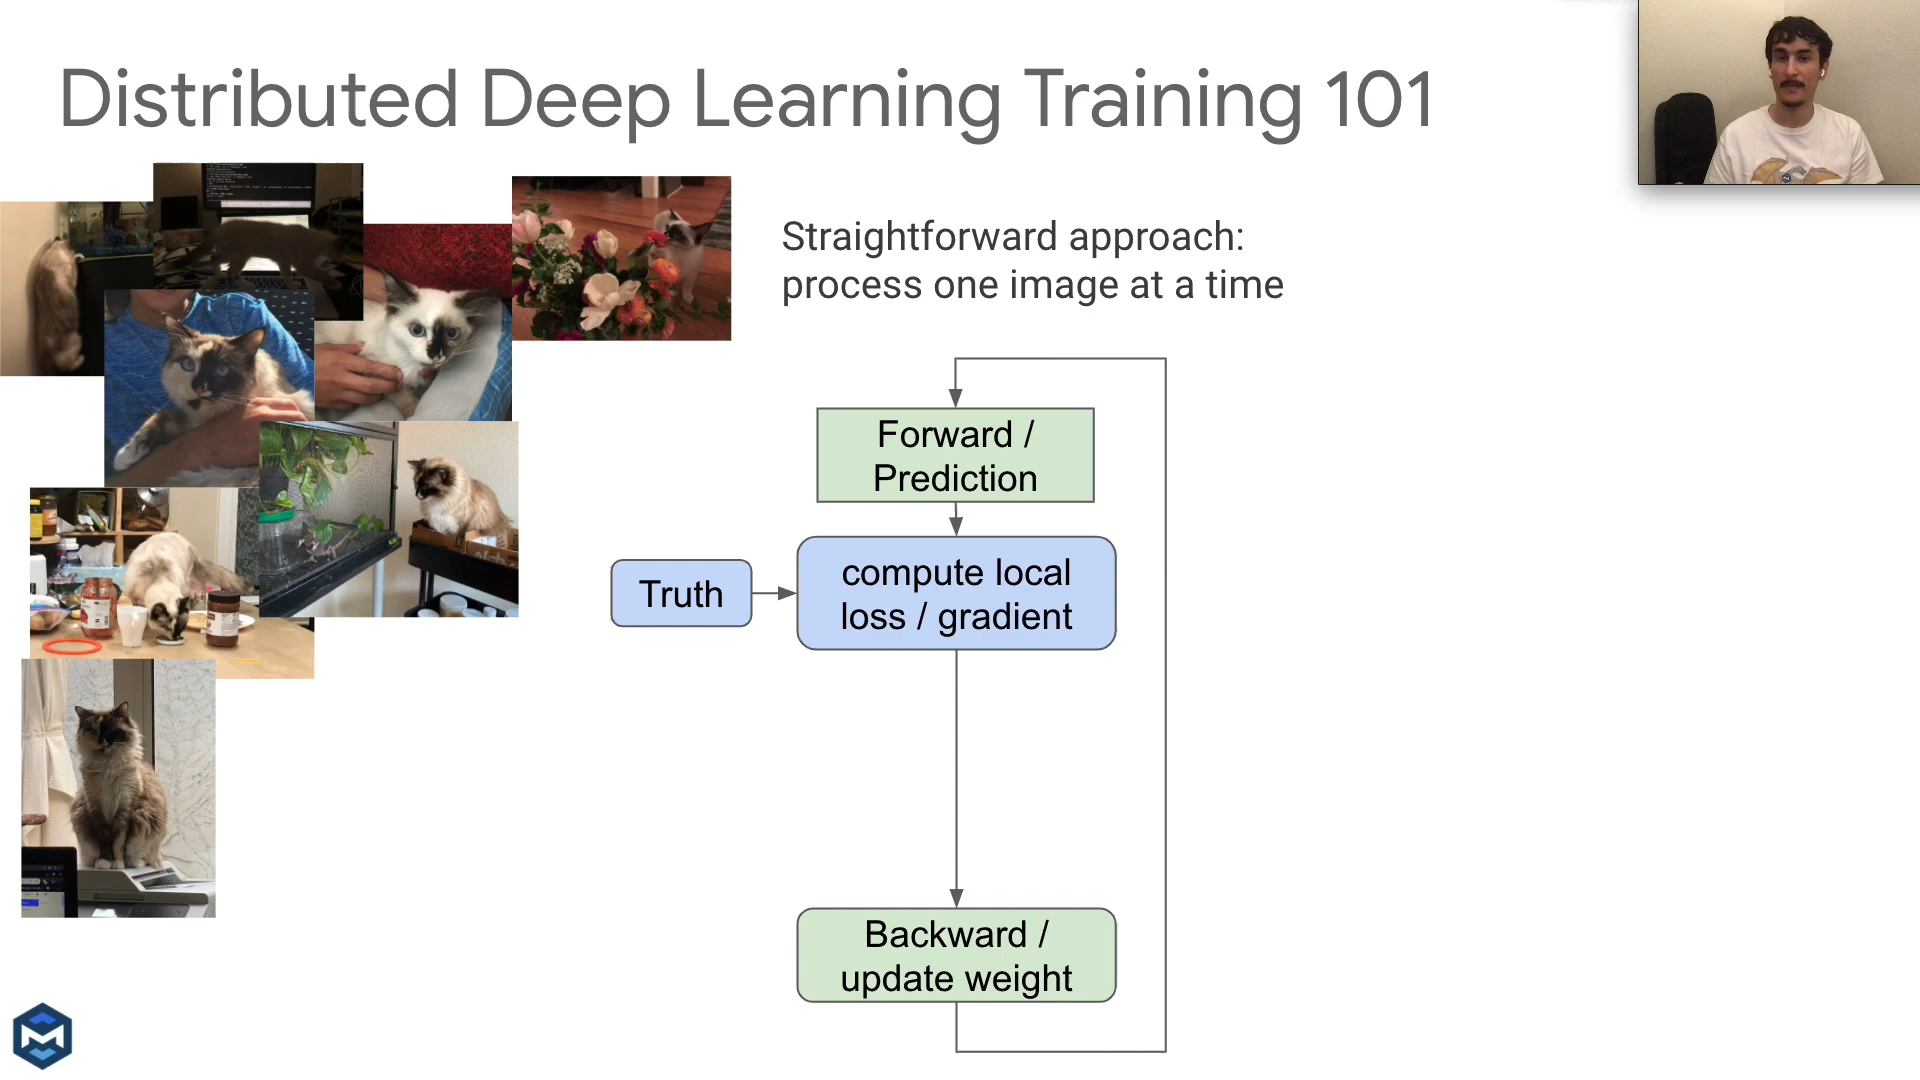 Distributed Deep Learning Training 101
Straightforward approach:
process one image at a time
Forward /
Prediction
Truth
compute local
loss / gradient
Backward /
update weight